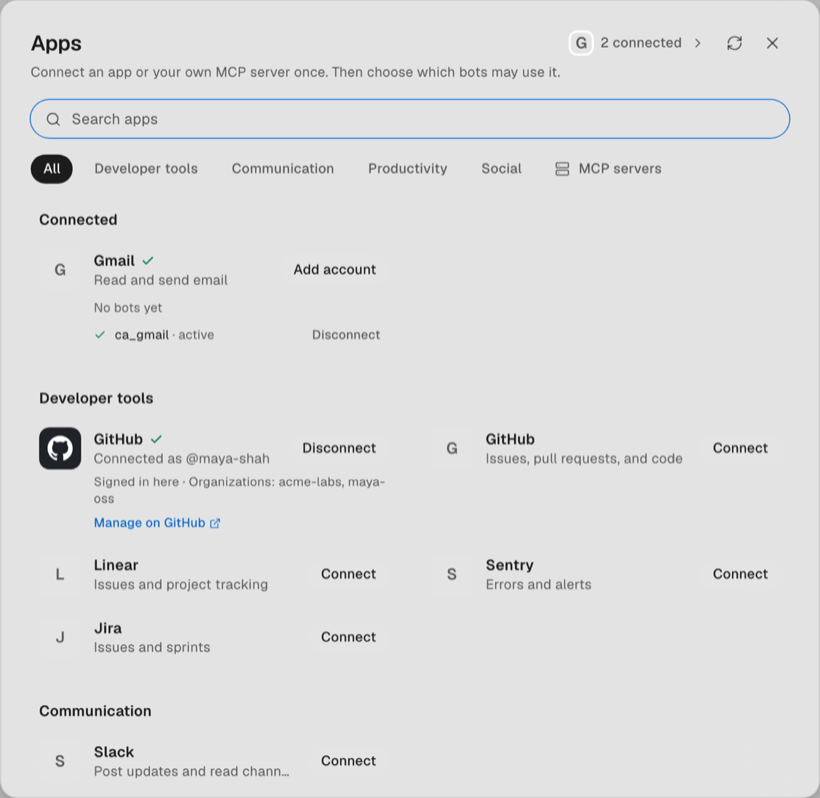 Apps
G 2 connected
Connect an app or your own MCP server once. Then choose which bots may use it.
Search apps
All Developer tools Communication Productivity Social MCP servers
Connected
G
Gmail
Read and send email
Add account
No bots yet
ca_gmail · active
Disconnect
Developer tools
GitHub
Connected as @maya-shah
Disconnect
Signed in here · Organizations: acme-labs, maya-
oss
Manage on GitHub
G
GitHub
Issues, pull requests, and code
Connect
L
Linear
Issues and project tracking
Connect
S
Sentry
Errors and alerts
Connect
J
Jira
Issues and sprints
Connect
Communication
S
Slack
Post updates and read chann...
Connect